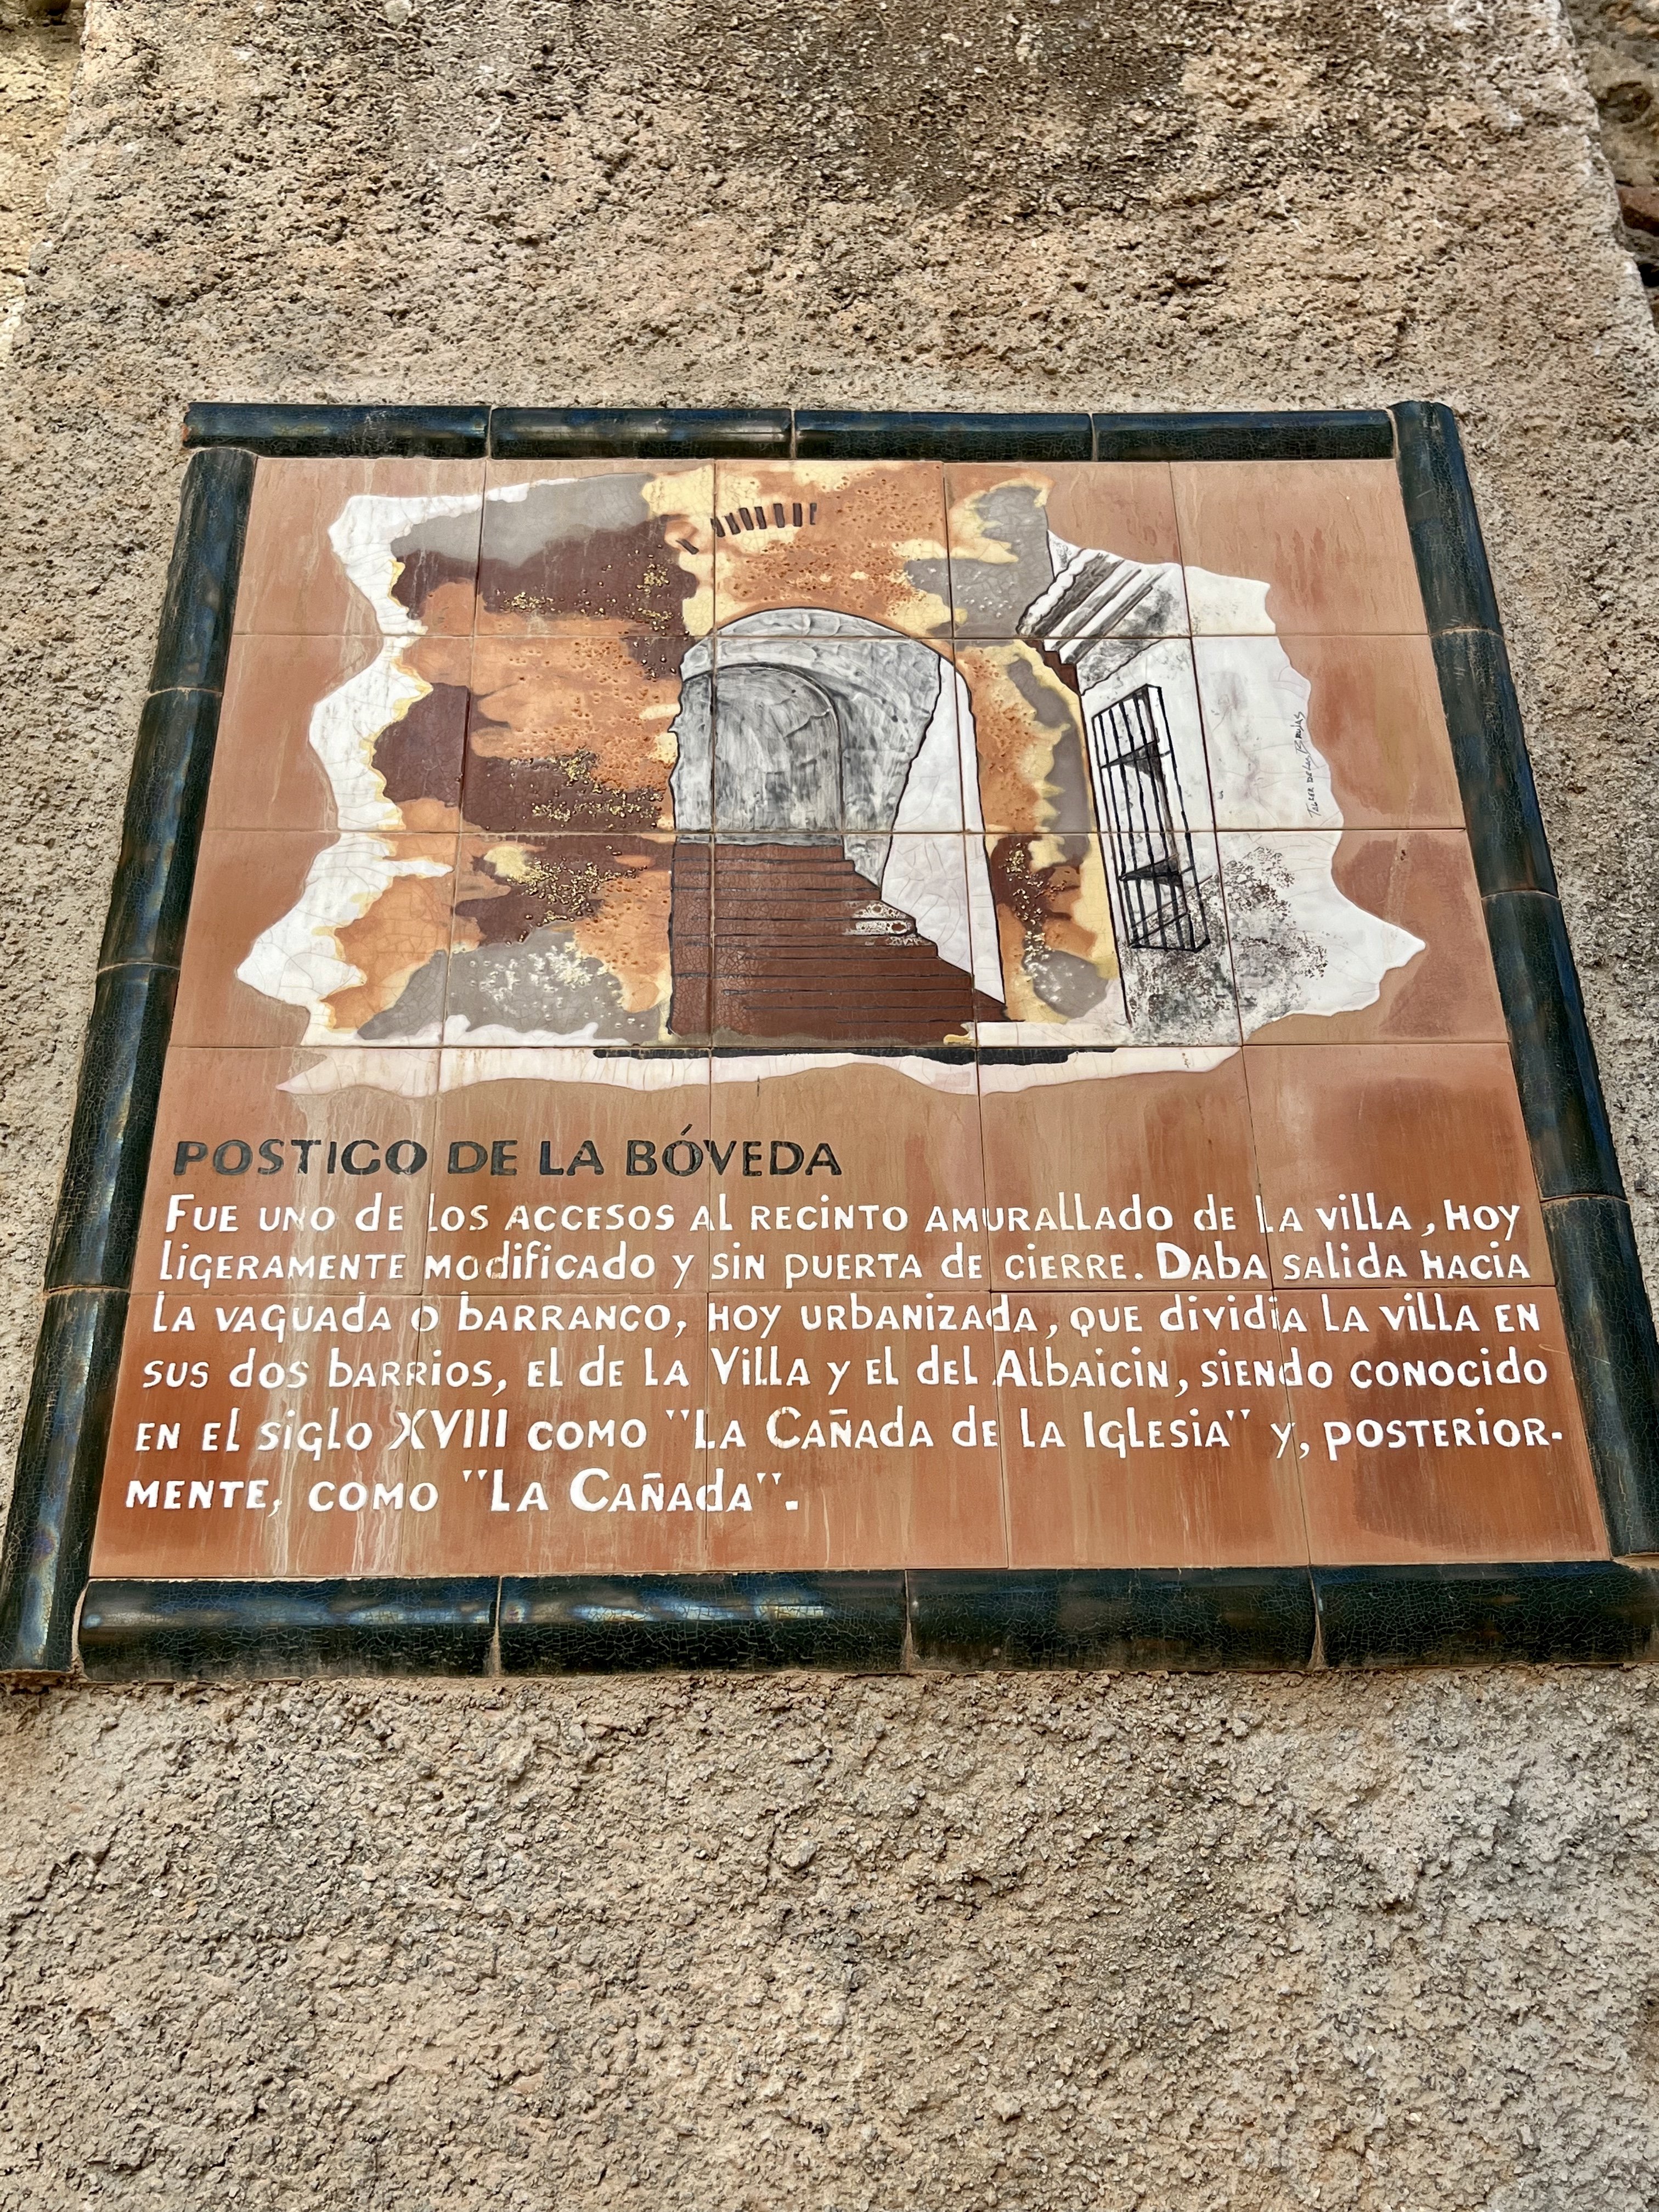 POSTIGO DE LA BÓVEDA
FUE UNO DE LOS ACCESOS AL RECINTO AMURALLADO DE LA VILLA, HOY
LIGERAMENTE MODIFICADO Y SIN PUERTA DE CIERRE. DABA SALIDA HACIA
LA VAGUADA O BARRANCO, HOY URBANIZADA, QUE DIVIDIA LA VILLA EN
SUS DOS BARRIOS, EL DE LA VILLA Y EL DEL ALBAICIN, SIENDO CONOCIDO
EN EL SIGLO XVIII COMO "LA CAÑADA DE LA IGLESIA" Y, POSTERIOR-
MENTE, COMO "LA CAÑADA".